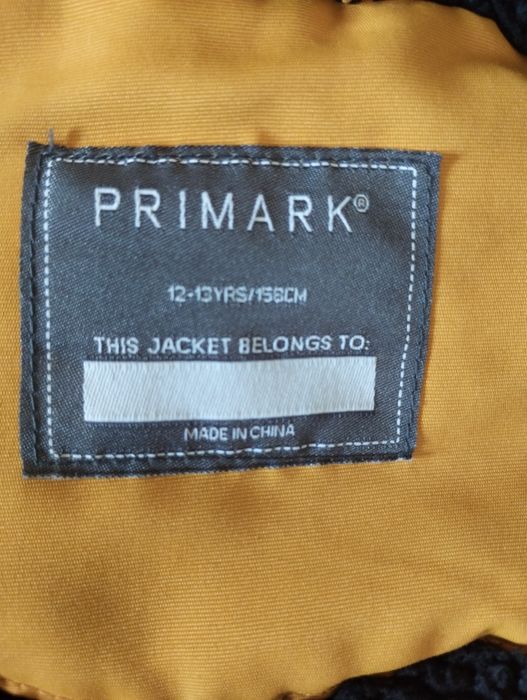 PRIMARK®
12-13YRS/158CM
THIS JACKET BELONGS TO:
MADE IN CHINA